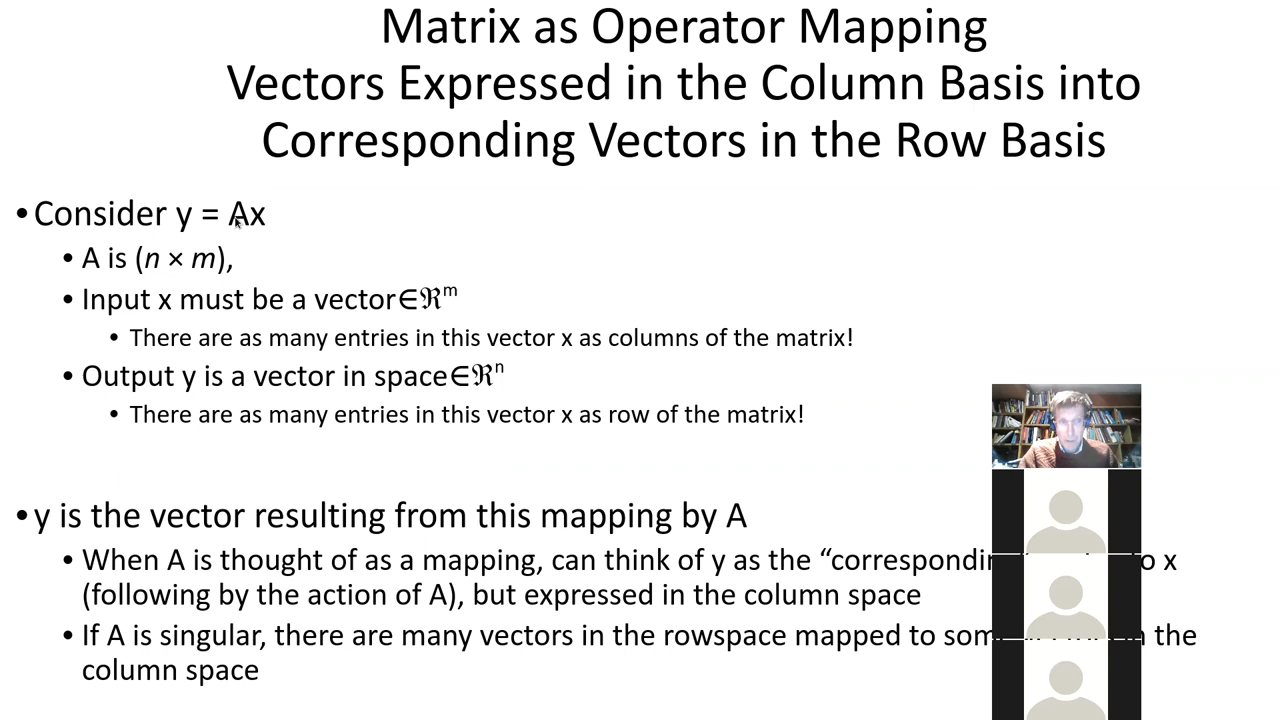 Matrix as Operator Mapping
Vectors Expressed in the Column Basis into
Corresponding Vectors in the Row Basis
•Consider y = Ax
• A is (n × m),
• Input x must be a vector∈ℜᵐ
• There are as many entries in this vector x as columns of the matrix!
• Output y is a vector in space∈ℜⁿ
• There are as many entries in this vector x as row of the matrix!
•y is the vector resulting from this mapping by A
• When A is thought of as a mapping, can think of y as the x
(following by the action of A), but expressed in the column space
• If A is singular, there are many vectors in the rowspace mapped to the
column space